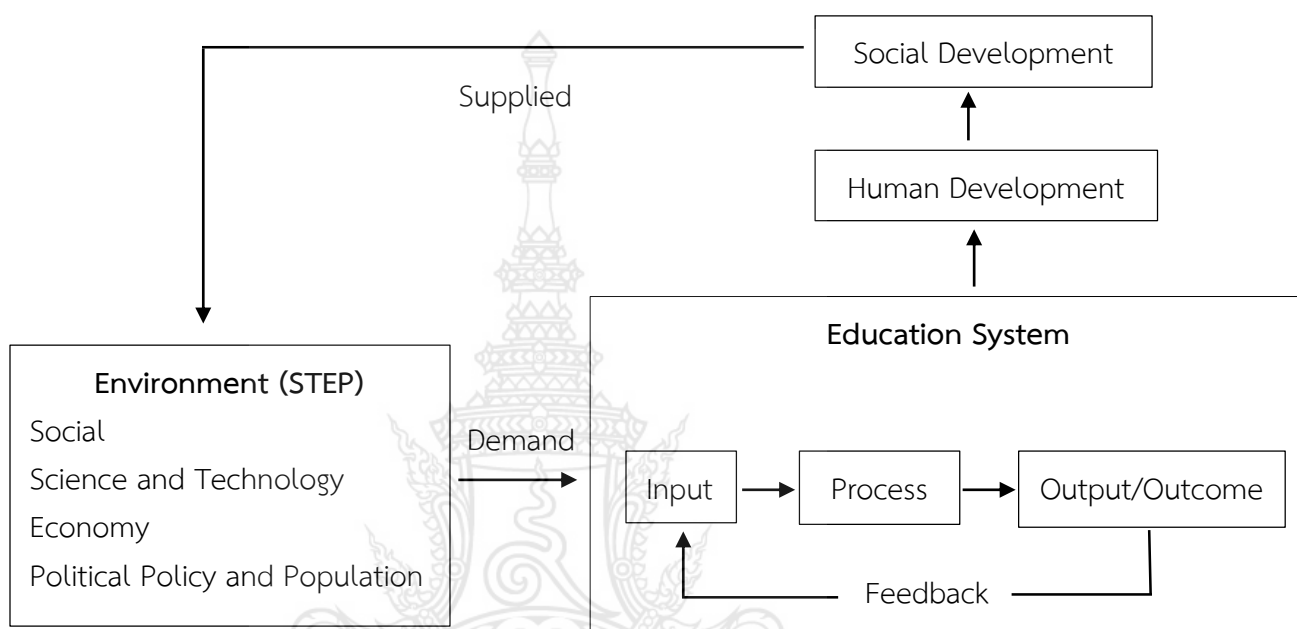 Social Development
Supplied
Human Development
Education System
Environment (STEP)
Social
Science and Technology
Economy
Political Policy and Population
Demand
Input
Process
Output/Outcome
Feedback